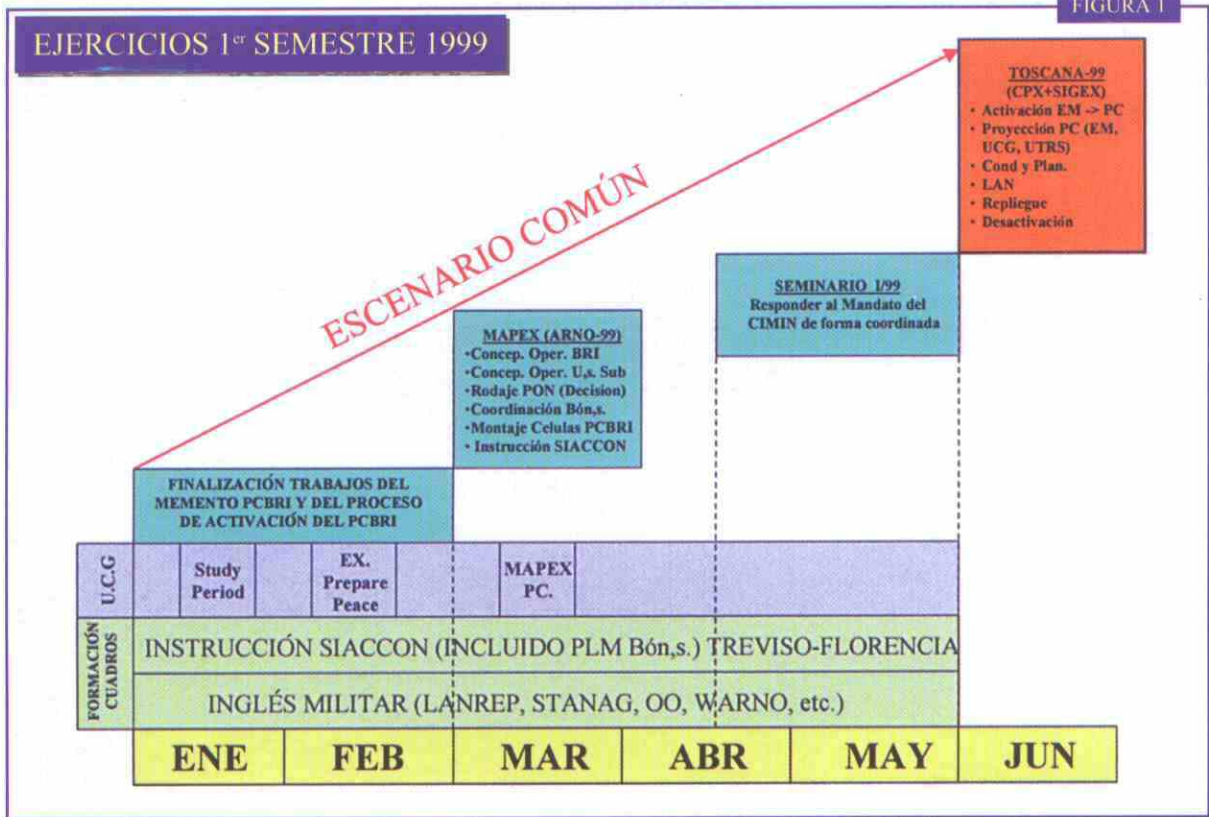 FIGURA 1
EJERCICIOS 1er SEMESTRE 1999
TOSCANA-99
(CPX+SIGEX)
• Activación EM -> PC
• Proyección PC (EM,
UCG, UTRS)
• Cond y Plan.
• LAN
• Repliegue
• Desactivación
ESCENARIO COMÚN
SEMINARIO I/99
Responder al Mandato del
CIMIN de forma coordinada
MAPEX (ARNO-99)
•Concep. Oper. BRI
•Concep. Oper. U,s. Sub
•Rodaje PON (Decision)
•Coordinación Bón,s.
•Montaje Celulas PCBRI
• Instrucción SIACCON
FINALIZACIÓN TRABAJOS DEL
MEMENTO PCBRI Y DEL PROCESO
DE ACTIVACIÓN DEL PCBRI
U.C.G
Study
Period
EX.
Prepare
Peace
MAPEX
PC.
FORMACIÓN
CUADROS
INSTRUCCIÓN SIACCON (INCLUIDO PLM Bón,s.) TREVISO-FLORENCIA
INGLÉS MILITAR (LANREP, STANAG, OO, WARNO, etc.)
ENE FEB MAR ABR MAY JUN